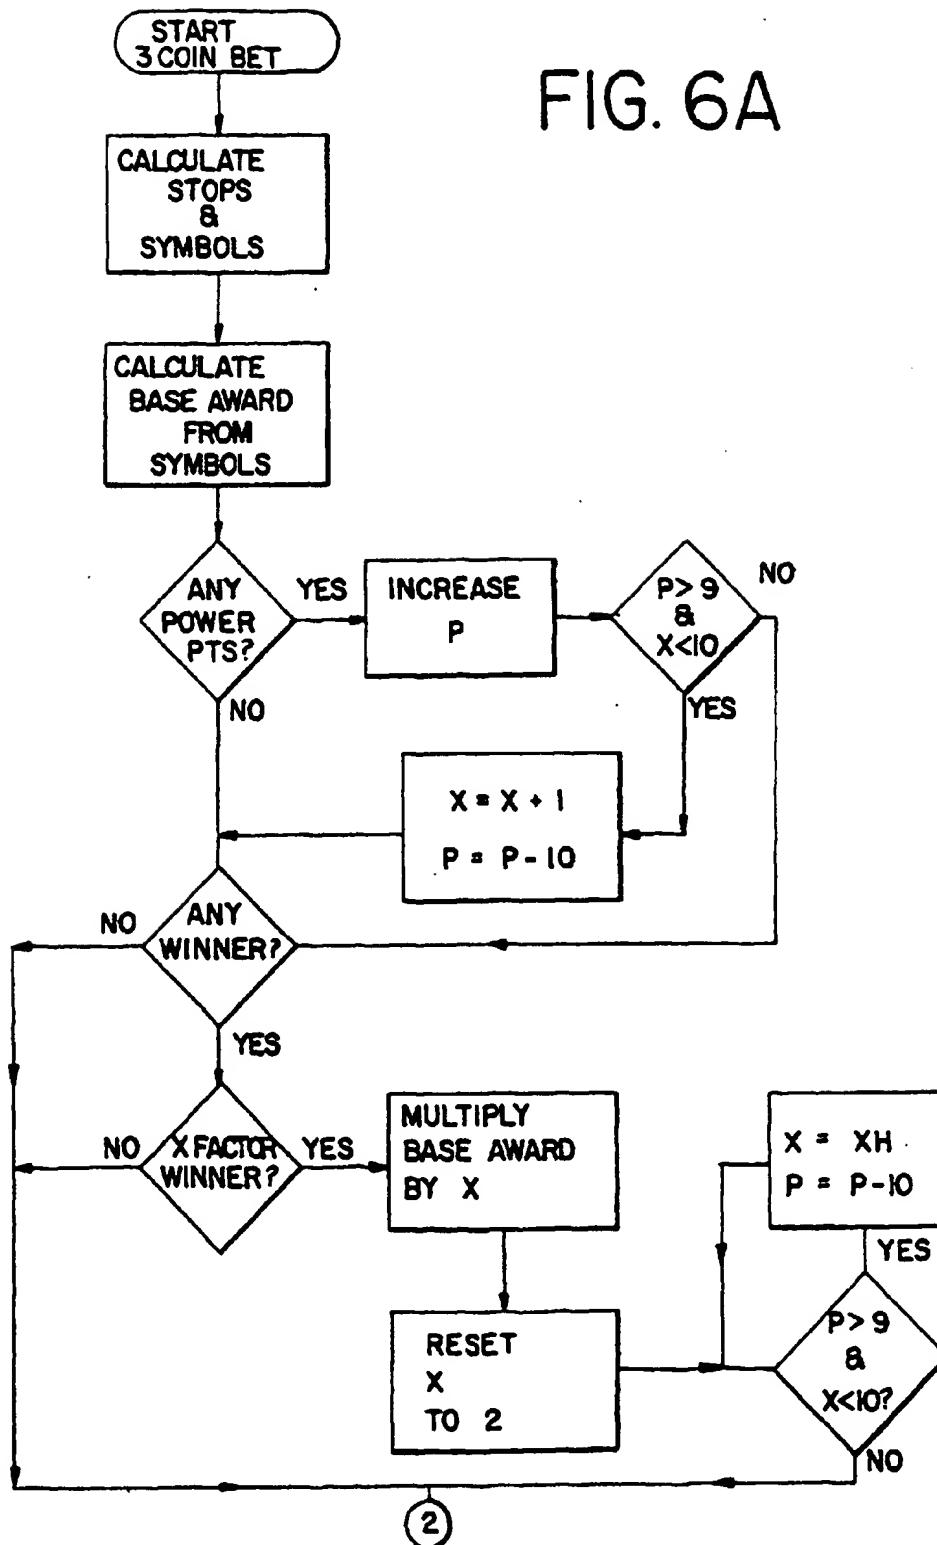 START
3 COIN BET
FIG. 6A
CALCULATE
STOPS
&
SYMBOLS
CALCULATE
BASE AWARD
FROM
SYMBOLS
ANY
POWER
PTS?
YES
NO
INCREASE
P
P > 9
&
X<10
NO
YES
X = X + 1
P = P - 10
ANY
WINNER?
NO
YES
X FACTOR
WINNER?
NO
YES
MULTIPLY
BASE AWARD
BY X
RESET
X
TO 2
X = XH
P = P-10
YES
P > 9
&
X<10?
NO
2